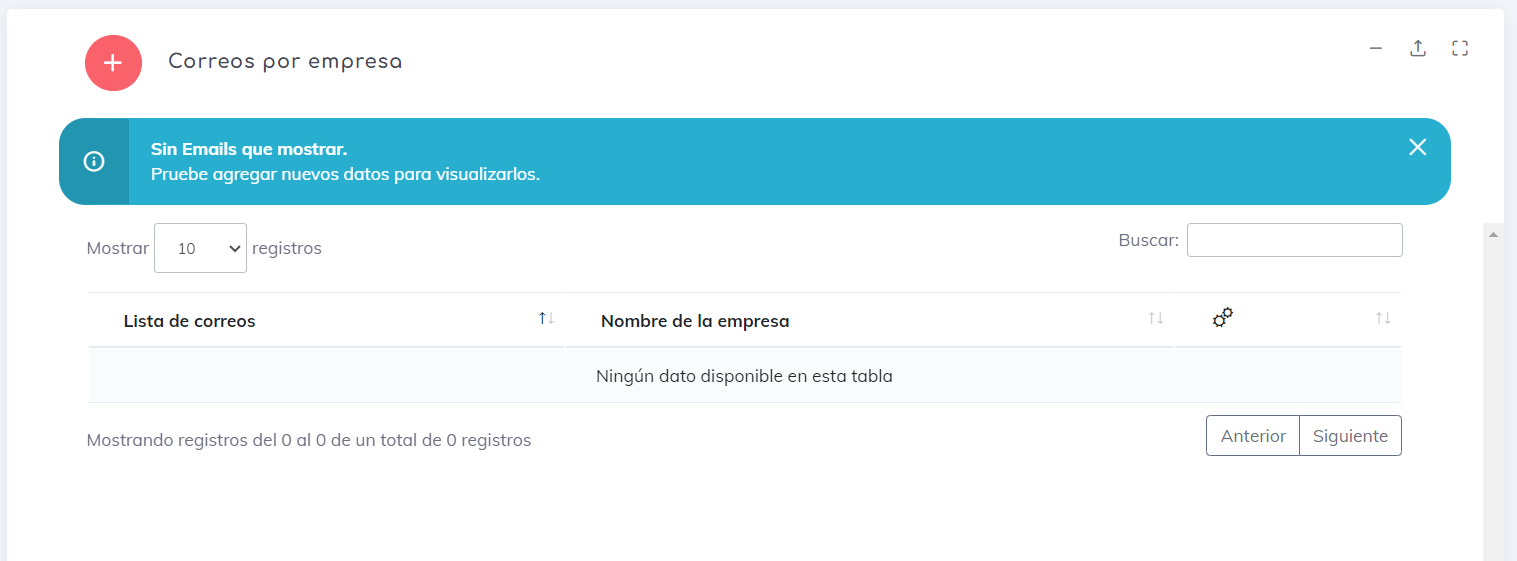 Correos por empresa
Sin Emails que mostrar.
Pruebe agregar nuevos datos para visualizarlos.
Mostrar 10 registros
Buscar:
Lista de correos
Nombre de la empresa
Ningún dato disponible en esta tabla
Mostrando registros del 0 al 0 de un total de 0 registros
Anterior
Siguiente